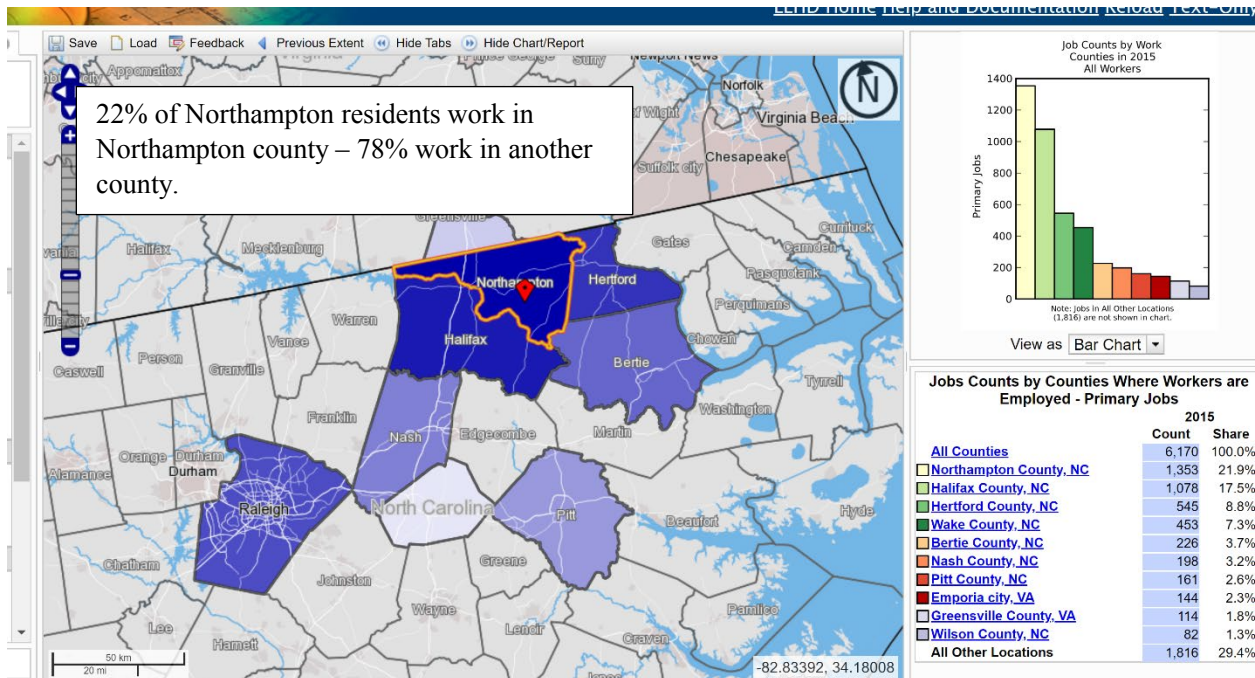 LEHD Home Help and Documentation Reload Text-Only
Save Load Feedback Previous Extent Hide Tabs Hide Chart/Report
22% of Northampton residents work in
Northampton county – 78% work in another
county.
N
Appomattox
Virginia
Prince George
Surry
Newport News
Norfolk
of Wight
Virginia Beach
Suffolk city
Chesapeake
Greensville
Halifax
Mecklenburg
Gates
Currituck
Camden
Pasquotank
Northampton
Hertford
Perquimans
Warren
Vance
Halifax
Chowan
Person
Granville
Bertie
Caswell
Tyrrell
Franklin
Washington
Nash
Edgecombe
Martin
Orange
Durham
Alamance
Durham
Raleigh
North Carolina
Pitt
Beaufort
Hyde
Chatham
Greene
Johnston
Wayne
Pamlico
Lee
Harnett
Lenoir
Craven
Jones
50 km
20 mi
-82.83392, 34.18008
Job Counts by Work
Counties in 2015
All Workers
Primary Jobs
1400
1200
1000
800
600
400
200
0
Note: Jobs in All Other Locations
(1,816) are not shown in chart.
View as Bar Chart
Jobs Counts by Counties Where Workers are
Employed - Primary Jobs
2015
Count Share
All Counties 6,170 100.0%
Northampton County, NC 1,353 21.9%
Halifax County, NC 1,078 17.5%
Hertford County, NC 545 8.8%
Wake County, NC 453 7.3%
Bertie County, NC 226 3.7%
Nash County, NC 198 3.2%
Pitt County, NC 161 2.6%
Emporia city, VA 144 2.3%
Greensville County, VA 114 1.8%
Wilson County, NC 82 1.3%
All Other Locations 1,816 29.4%